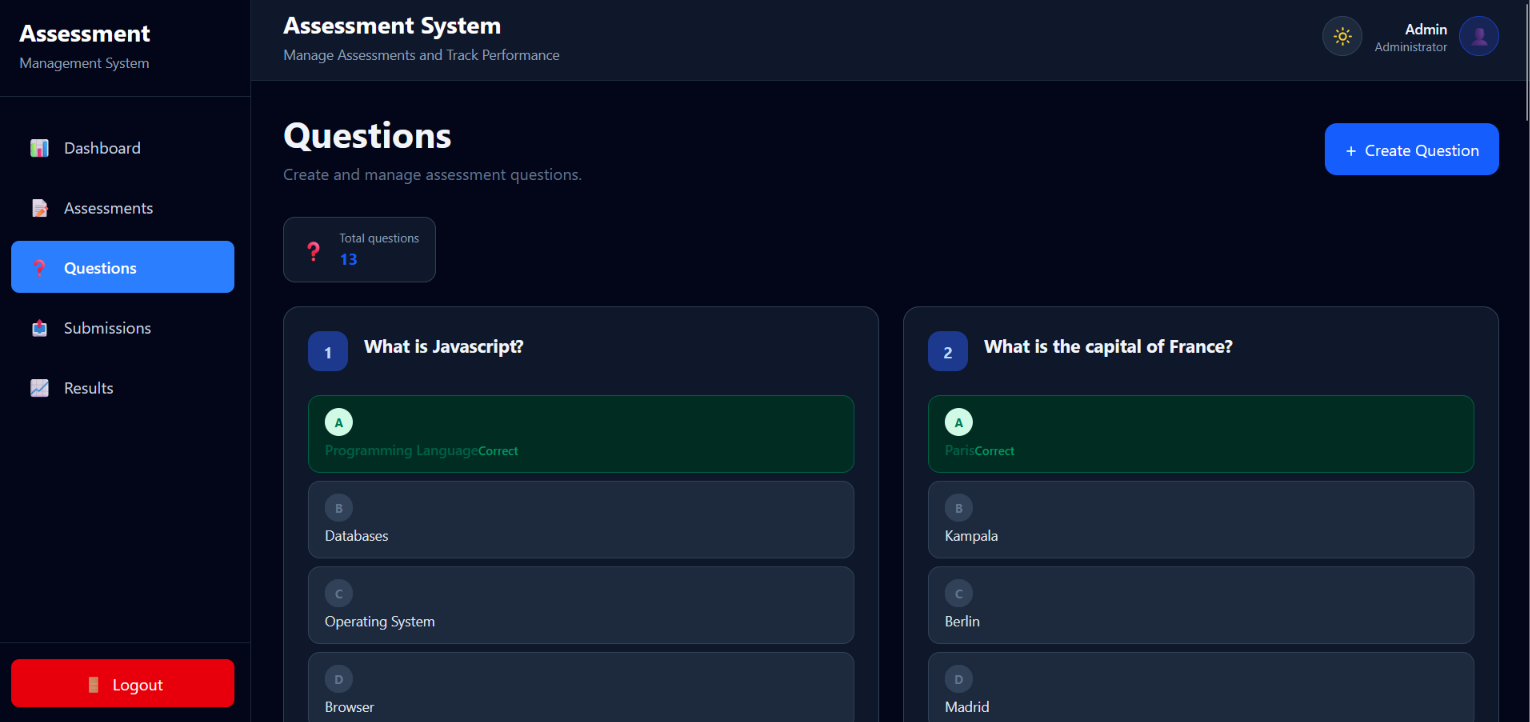 Assessment
Management System
Dashboard
Assessments
Questions
Submissions
Results
Logout
Assessment System
Manage Assessments and Track Performance
Admin
Administrator
Questions
Create and manage assessment questions.
+ Create Question
Total questions
13
1 What is Javascript?
A
Programming LanguageCorrect
B
Databases
C
Operating System
D
Browser
2 What is the capital of France?
A
ParisCorrect
B
Kampala
C
Berlin
D
Madrid